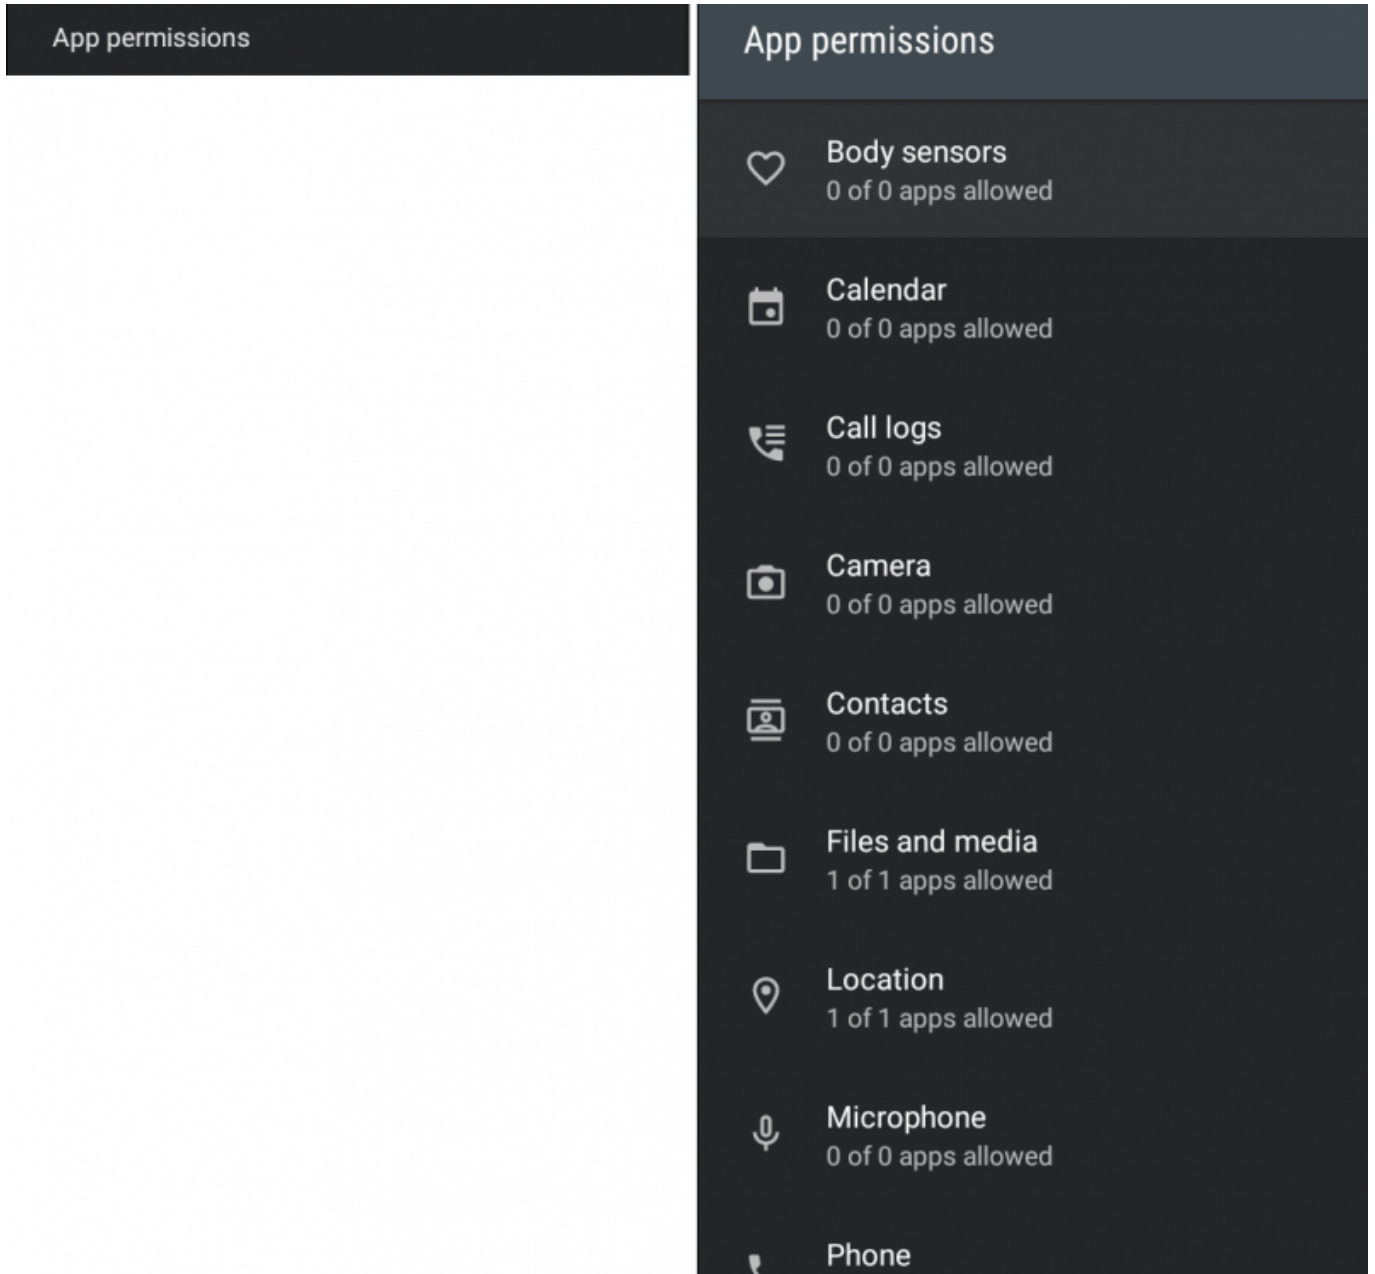 App permissions
App permissions
Body sensors
0 of 0 apps allowed
Calendar
0 of 0 apps allowed
Call logs
0 of 0 apps allowed
Camera
0 of 0 apps allowed
Contacts
0 of 0 apps allowed
Files and media
1 of 1 apps allowed
Location
1 of 1 apps allowed
Microphone
0 of 0 apps allowed
Phone